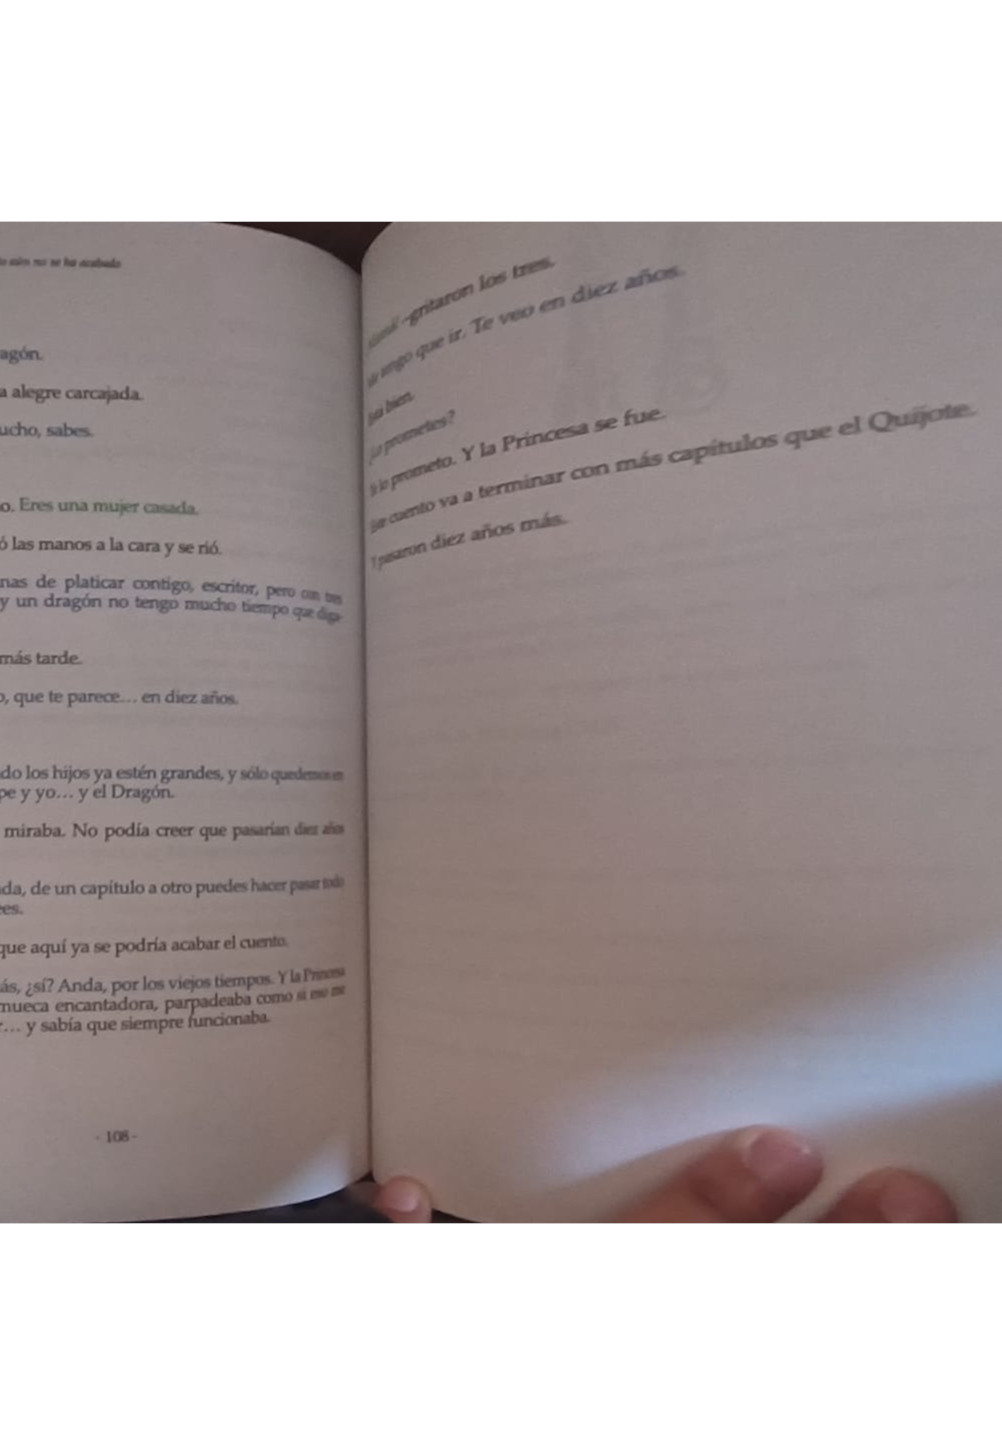 aún no se ha acabado
agón.
a alegre carcajada.
ucho, sabes.
o. Eres una mujer casada.
ó las manos a la cara y se rió.
nas de platicar contigo, escritor, pero con tres
y un dragón no tengo mucho tiempo que diga-
más tarde.
o, que te parece... en diez años.
do los hijos ya estén grandes, y sólo quedemos en
pe y yo... y el Dragón.
miraba. No podía creer que pasarían diez años
da, de un capítulo a otro puedes hacer pasar todo
es.
que aquí ya se podría acabar el cuento.
ás, ¿sí? Anda, por los viejos tiempos. Y la Princesa
mueca encantadora, parpadeaba como si eso me
... y sabía que siempre funcionaba.
- 108 -
–gritaron los tres.
tengo que ir. Te veo en diez años.
Está bien.
¿Lo prometes?
lo prometo. Y la Princesa se fue.
Este cuento va a terminar con más capítulos que el Quijote.
Y pasaron diez años más.